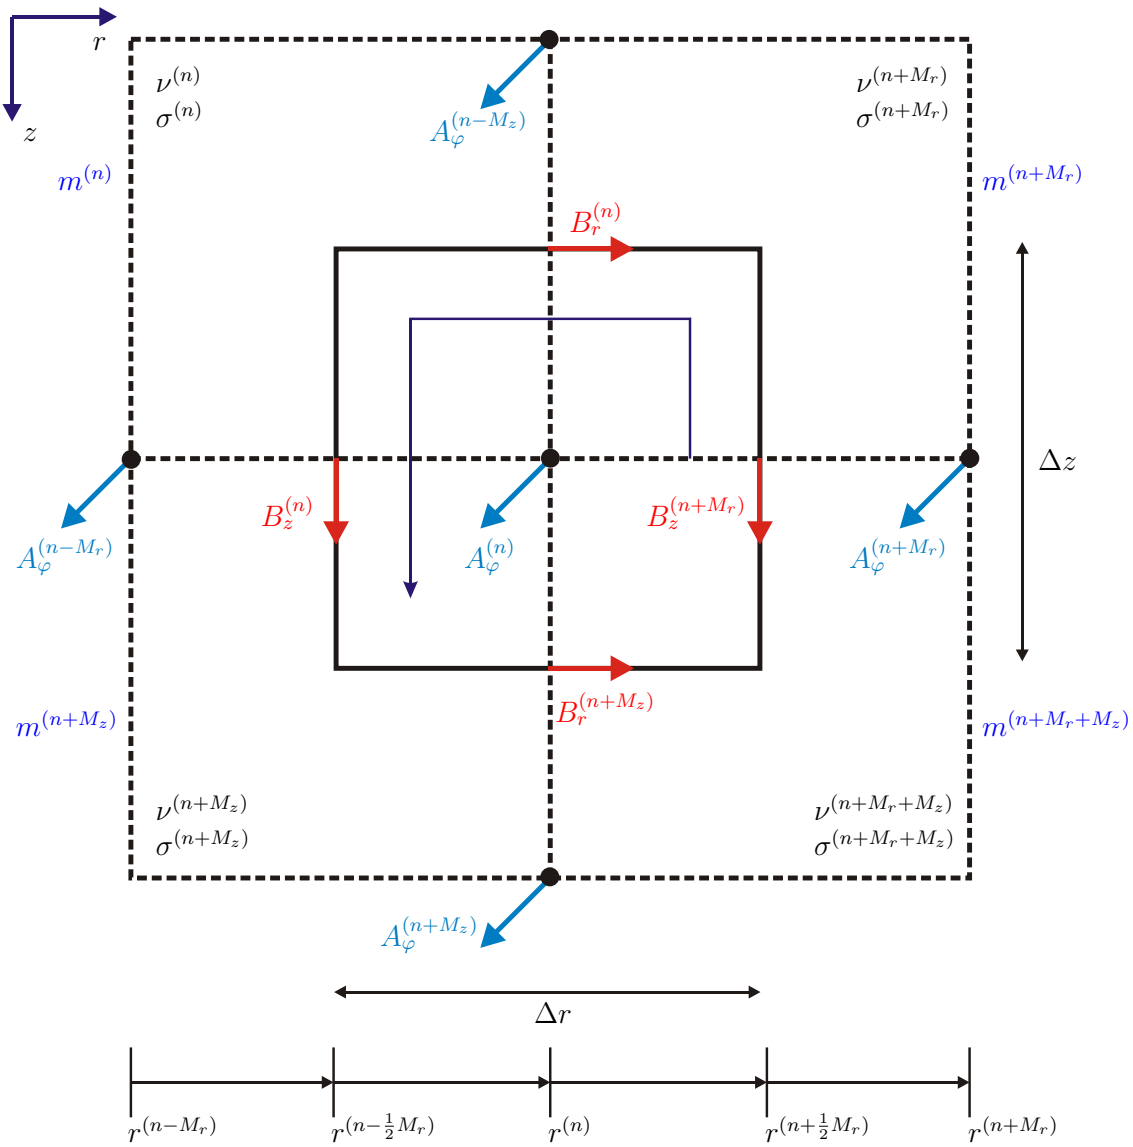 r
z
ν^(n)
σ^(n)
ν^(n+M_r)
σ^(n+M_r)
A_φ^(n−M_z)
m^(n)
m^(n+M_r)
B_r^(n)
Δz
B_z^(n)
B_z^(n+M_r)
A_φ^(n−M_r)
A_φ^(n)
A_φ^(n+M_r)
m^(n+M_z)
B_r^(n+M_z)
m^(n+M_r+M_z)
ν^(n+M_z)
σ^(n+M_z)
ν^(n+M_r+M_z)
σ^(n+M_r+M_z)
A_φ^(n+M_z)
Δr
r^(n−M_r)
r^(n−½M_r)
r^(n)
r^(n+½M_r)
r^(n+M_r)